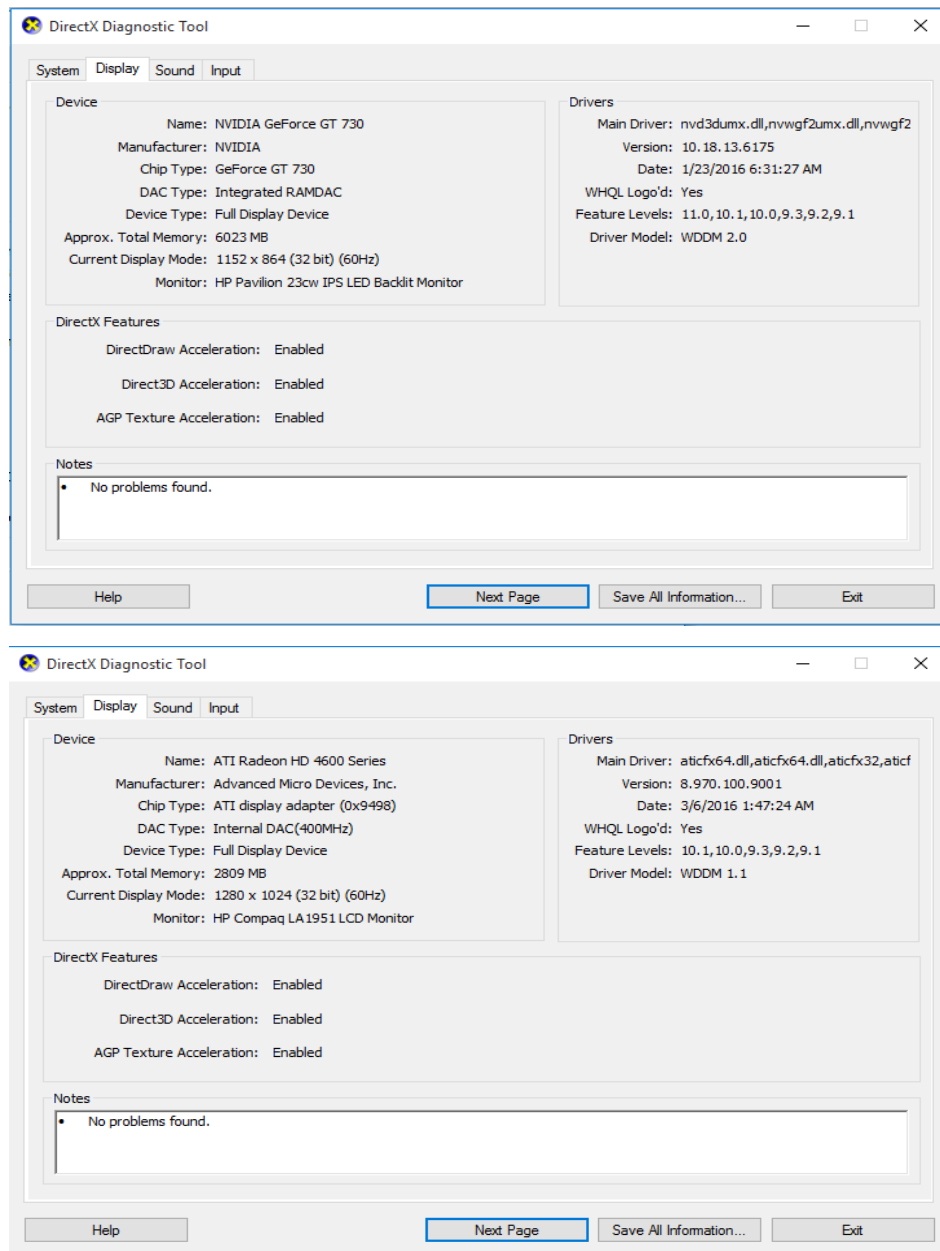 DirectX Diagnostic Tool
System Display Sound Input
Device
Name: NVIDIA GeForce GT 730
Manufacturer: NVIDIA
Chip Type: GeForce GT 730
DAC Type: Integrated RAMDAC
Device Type: Full Display Device
Approx. Total Memory: 6023 MB
Current Display Mode: 1152 x 864 (32 bit) (60Hz)
Monitor: HP Pavilion 23cw IPS LED Backlit Monitor
Drivers
Main Driver: nvd3dumx.dll,nvwgf2umx.dll,nvwgf2
Version: 10.18.13.6175
Date: 1/23/2016 6:31:27 AM
WHQL Logo'd: Yes
Feature Levels: 11.0,10.1,10.0,9.3,9.2,9.1
Driver Model: WDDM 2.0
DirectX Features
DirectDraw Acceleration: Enabled
Direct3D Acceleration: Enabled
AGP Texture Acceleration: Enabled
Notes
• No problems found.
Help Next Page Save All Information... Exit
DirectX Diagnostic Tool
System Display Sound Input
Device
Name: ATI Radeon HD 4600 Series
Manufacturer: Advanced Micro Devices, Inc.
Chip Type: ATI display adapter (0x9498)
DAC Type: Internal DAC(400MHz)
Device Type: Full Display Device
Approx. Total Memory: 2809 MB
Current Display Mode: 1280 x 1024 (32 bit) (60Hz)
Monitor: HP Compaq LA1951 LCD Monitor
Drivers
Main Driver: aticfx64.dll,aticfx64.dll,aticfx32,aticf
Version: 8.970.100.9001
Date: 3/6/2016 1:47:24 AM
WHQL Logo'd: Yes
Feature Levels: 10.1,10.0,9.3,9.2,9.1
Driver Model: WDDM 1.1
DirectX Features
DirectDraw Acceleration: Enabled
Direct3D Acceleration: Enabled
AGP Texture Acceleration: Enabled
Notes
• No problems found.
Help Next Page Save All Information... Exit